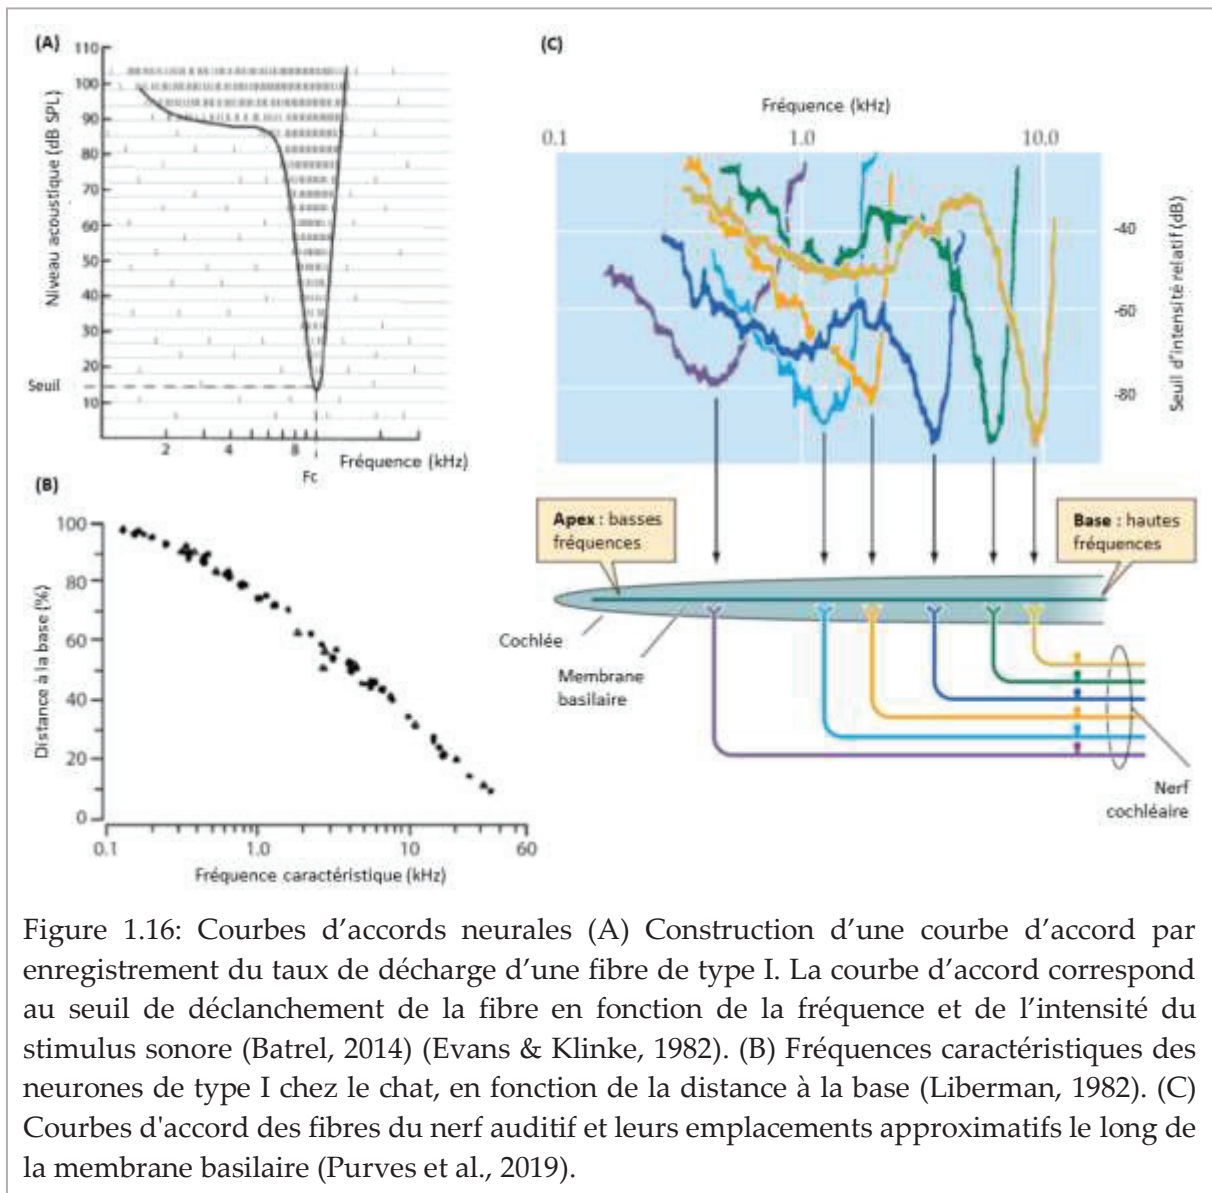 (A)
110
100
90
80
70
60
50
40
30
20
10
Niveau acoustique (dB SPL)
Seuil
2
4
8
Fc
Fréquence (kHz)
(B)
100
80
60
40
20
0
Distance à la base (%)
0.1
1.0
10
60
Fréquence caractéristique (kHz)
(C)
Fréquence (kHz)
0.1
1.0
10.0
-40
-60
-80
Seuil d'intensité relatif (dB)
Apex : basses
fréquences
Base : hautes
fréquences
Cochlée
Membrane
basilaire
Nerf
cochléaire
Figure 1.16: Courbes d'accords neurales (A) Construction d'une courbe d'accord par
enregistrement du taux de décharge d'une fibre de type I. La courbe d'accord correspond
au seuil de déclanchement de la fibre en fonction de la fréquence et de l'intensité du
stimulus sonore (Batrel, 2014) (Evans & Klinke, 1982). (B) Fréquences caractéristiques des
neurones de type I chez le chat, en fonction de la distance à la base (Liberman, 1982). (C)
Courbes d'accord des fibres du nerf auditif et leurs emplacements approximatifs le long de
la membrane basilaire (Purves et al., 2019).